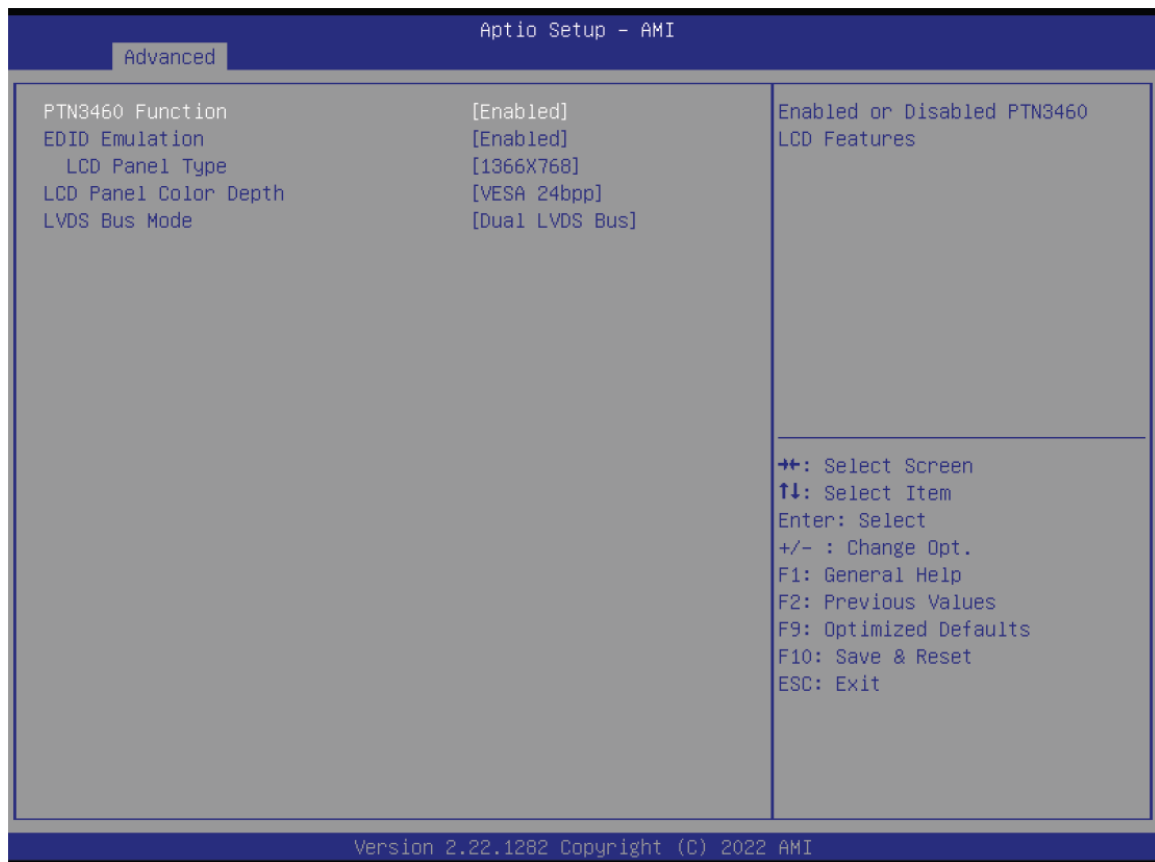 Aptio Setup – AMI
Advanced
PTN3460 Function [Enabled]
EDID Emulation [Enabled]
LCD Panel Type [1366X768]
LCD Panel Color Depth [VESA 24bpp]
LVDS Bus Mode [Dual LVDS Bus]
Enabled or Disabled PTN3460
LCD Features
→←: Select Screen
↑↓: Select Item
Enter: Select
+/- : Change Opt.
F1: General Help
F2: Previous Values
F9: Optimized Defaults
F10: Save & Reset
ESC: Exit
Version 2.22.1282 Copyright (C) 2022 AMI